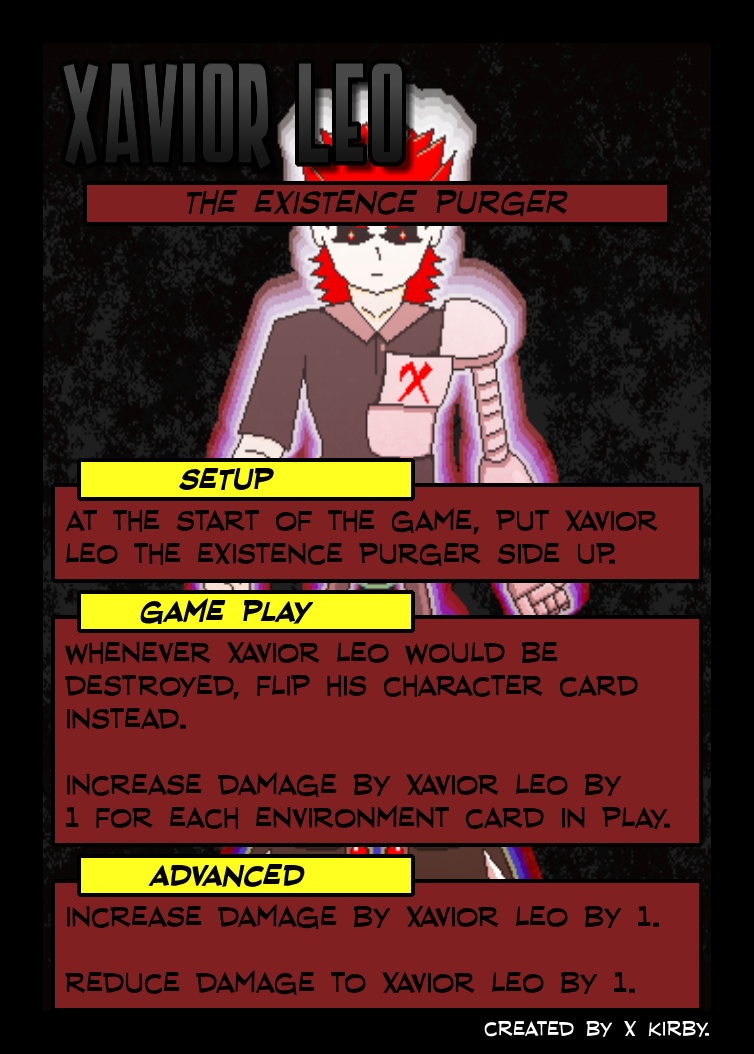 XAVIOR LEO
THE EXISTENCE PURGER
X
SETUP
AT THE START OF THE GAME, PUT XAVIOR
LEO THE EXISTENCE PURGER SIDE UP.
GAME PLAY
WHENEVER XAVIOR LEO WOULD BE
DESTROYED, FLIP HIS CHARACTER CARD
INSTEAD.
INCREASE DAMAGE BY XAVIOR LEO BY
1 FOR EACH ENVIRONMENT CARD IN PLAY.
ADVANCED
INCREASE DAMAGE BY XAVIOR LEO BY 1.
REDUCE DAMAGE TO XAVIOR LEO BY 1.
CREATED BY X KIRBY.